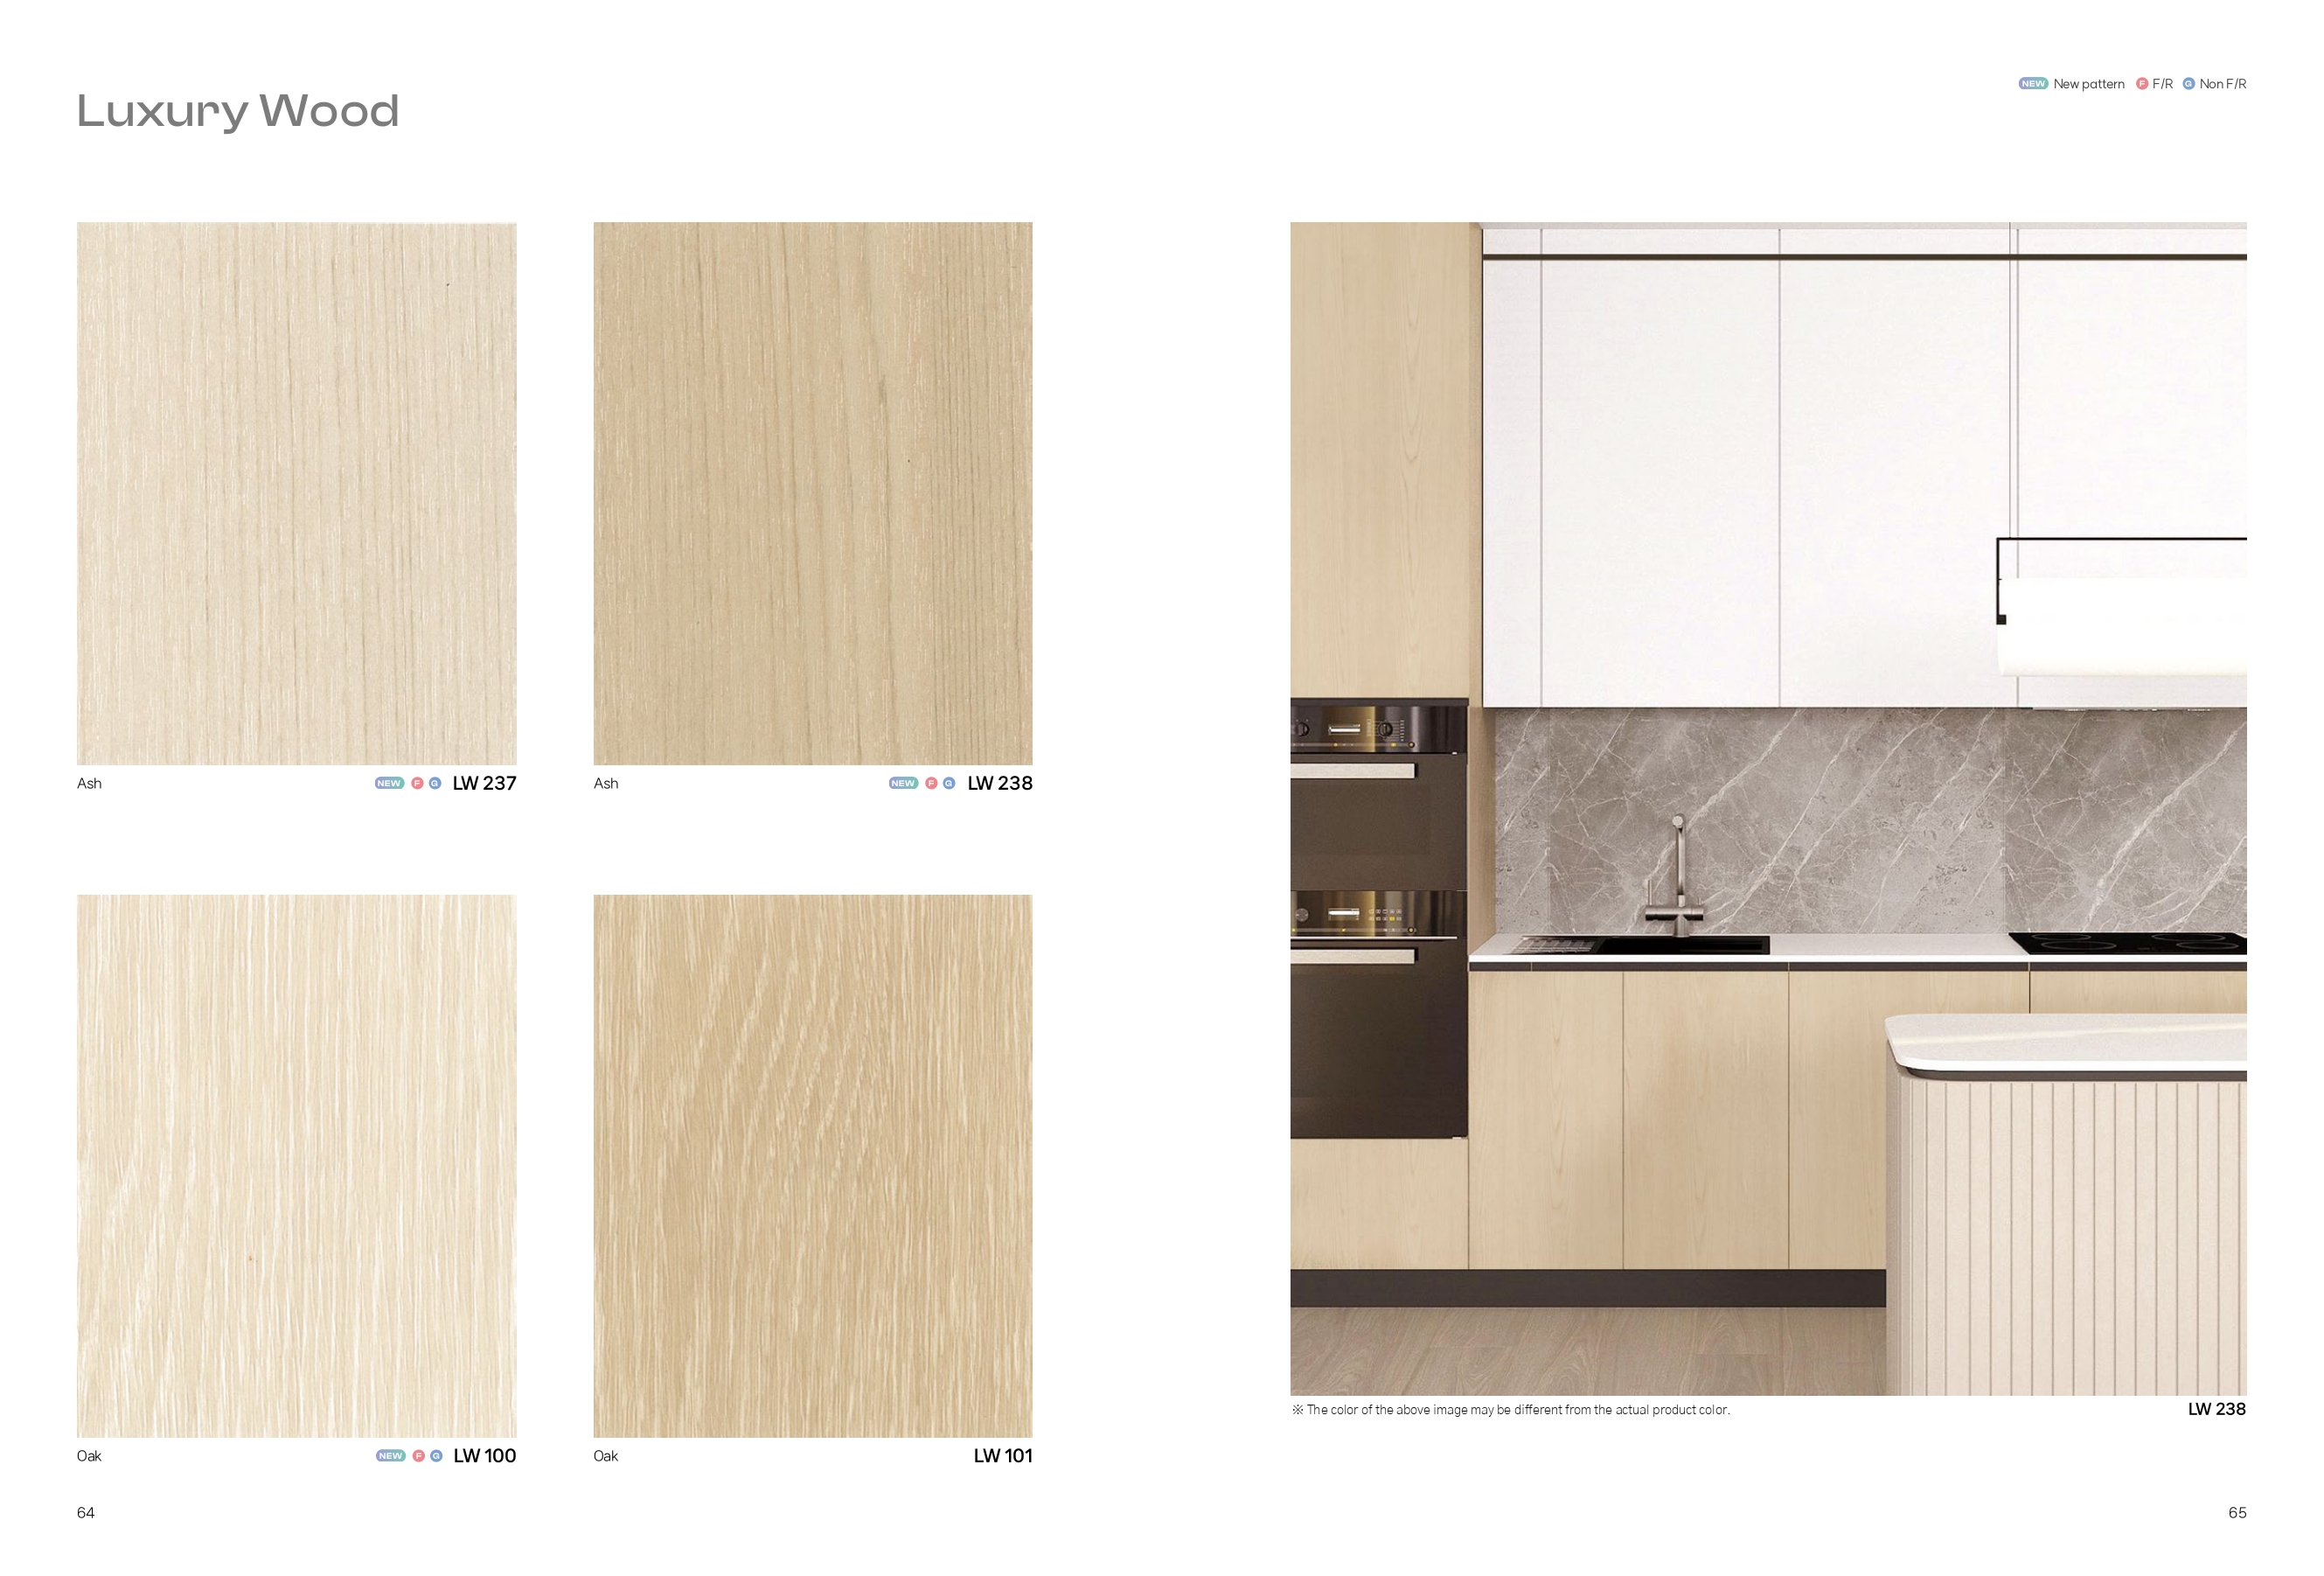 Luxury Wood
NEW New pattern F F/R G Non F/R
Ash NEW F G LW 237
Ash NEW F G LW 238
Oak NEW F G LW 100
Oak LW 101
※ The color of the above image may be different from the actual product color. LW 238
64
65